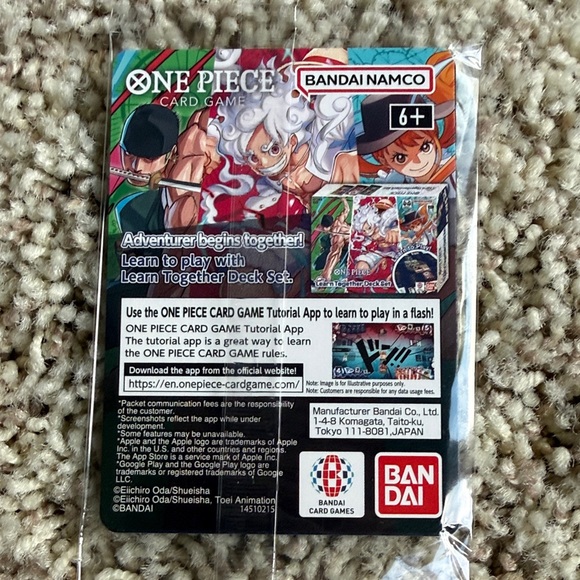 ONE PIECE
CARD GAME
BANDAI NAMCO
6+
Adventurer begins together!
Learn to play with
Learn Together Deck Set.
ONE PIECE
Learn Together Deck Set
to Play!
Use the ONE PIECE CARD GAME Tutorial App to learn to play in a flash!
ONE PIECE CARD GAME Tutorial App
The tutorial app is a great way to learn
the ONE PIECE CARD GAME rules.
Download the app from the official website!
https://en.onepiece-cardgame.com/
ドンッ
Note: Image is for illustrative purposes only.
Note: Customers are responsible for any data usage fees.
*Packet communication fees are the responsibility
of the customer.
*Screenshots reflect the app while under
development.
*Some features may be unavailable.
*Apple and the Apple logo are trademarks of Apple
Inc. in the U.S. and other countries and regions.
The App Store is a service mark of Apple Inc.
*Google Play and the Google Play logo are
trademarks or registered trademarks of Google
LLC.
©Eiichiro Oda/Shueisha
©Eiichiro Oda/Shueisha, Toei Animation
©BANDAI
14510215
Manufacturer Bandai Co., Ltd.
1-4-8 Komagata, Taito-ku,
Tokyo 111-8081,JAPAN
BANDAI
CARD GAMES
BAN
DAI